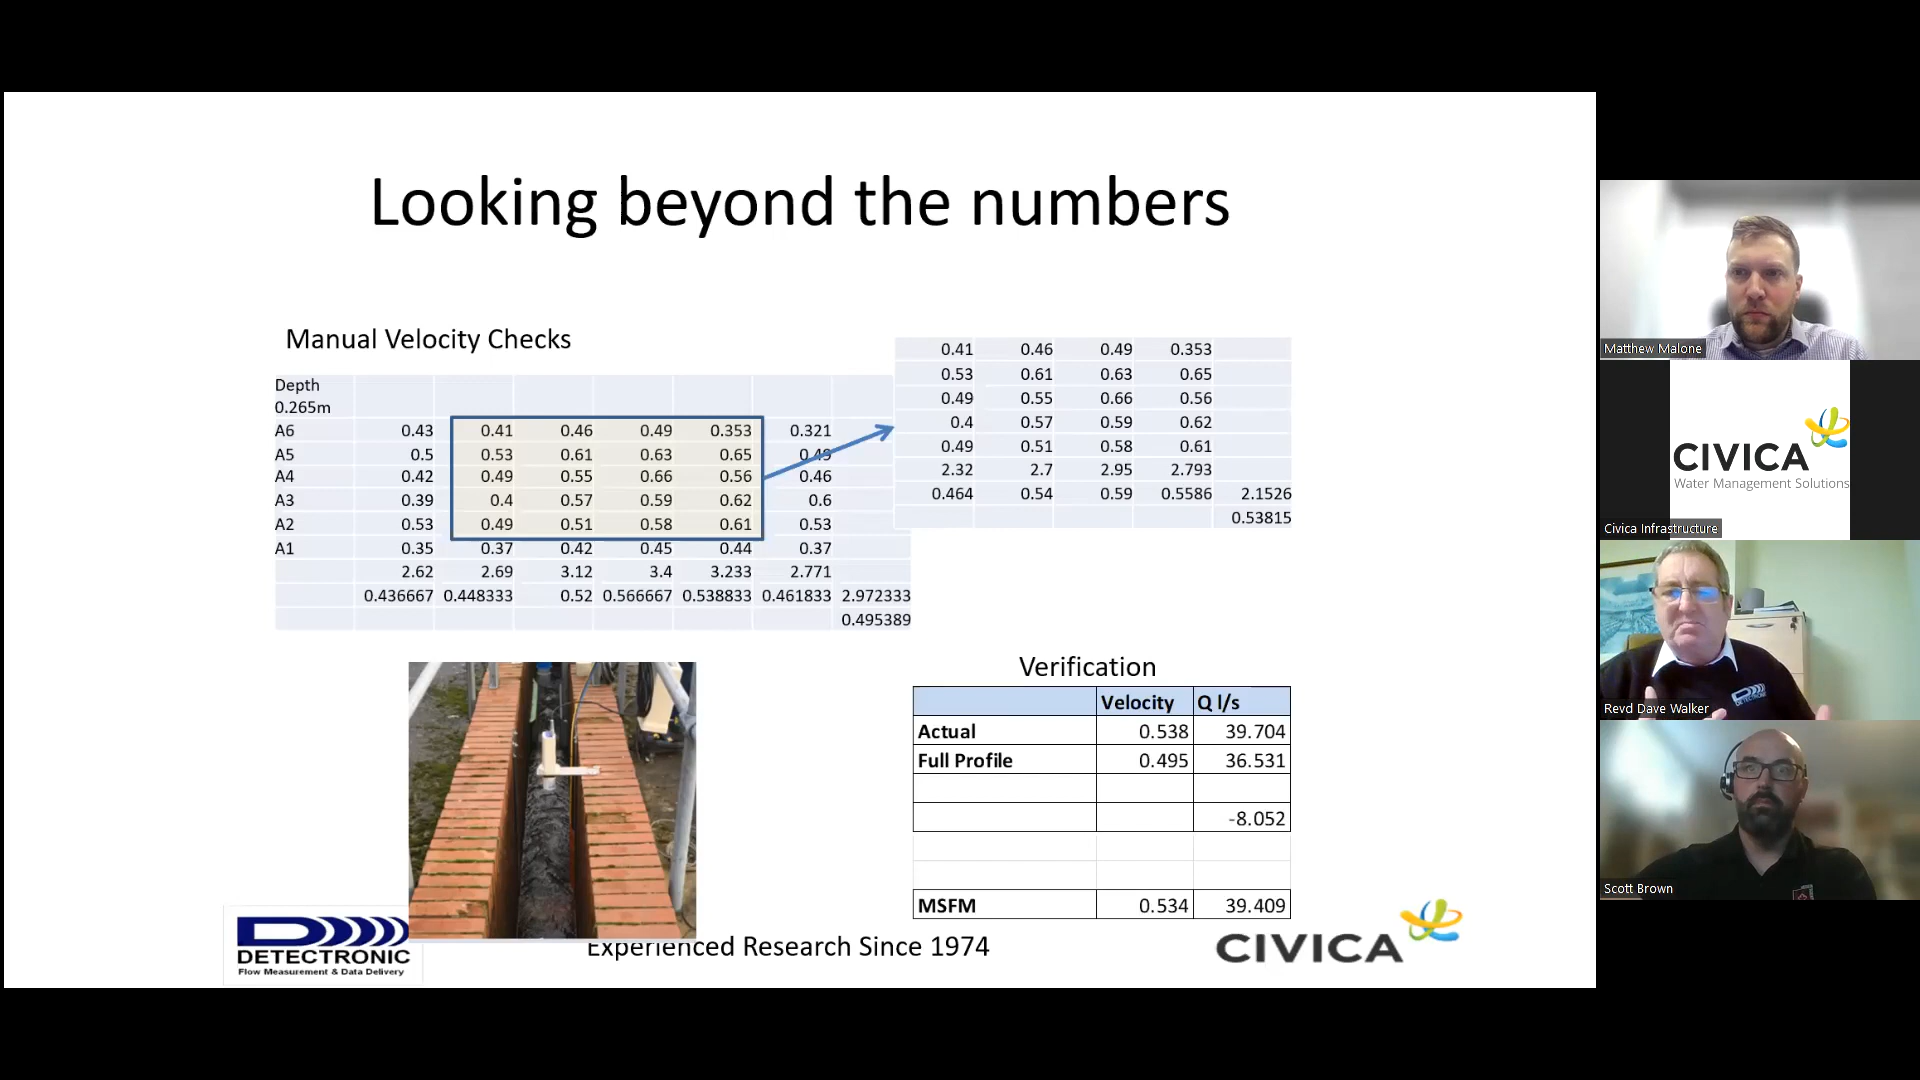 Looking beyond the numbers
Manual Velocity Checks
Depth
0.265m
A6 0.43 0.41 0.46 0.49 0.353 0.321
A5 0.5 0.53 0.61 0.63 0.65 0.49
A4 0.42 0.49 0.55 0.66 0.56 0.46
A3 0.39 0.4 0.57 0.59 0.62 0.6
A2 0.53 0.49 0.51 0.58 0.61 0.53
A1 0.35 0.37 0.42 0.45 0.44 0.37
2.62 2.69 3.12 3.4 3.233 2.771
0.436667 0.448333 0.52 0.566667 0.538833 0.461833 2.972333
0.495389
0.41 0.46 0.49 0.353
0.53 0.61 0.63 0.65
0.49 0.55 0.66 0.56
0.4 0.57 0.59 0.62
0.49 0.51 0.58 0.61
2.32 2.7 2.95 2.793
0.464 0.54 0.59 0.5586 2.1526
0.53815
Verification
Velocity Q l/s
Actual 0.538 39.704
Full Profile 0.495 36.531
-8.052
MSFM 0.534 39.409
DETECTRONIC
Flow Measurement & Data Delivery
Experienced Research Since 1974
CIVICA
Matthew Malone
CIVICA
Water Management Solutions
Civica Infrastructure
DETECTRONIC
Revd Dave Walker
Scott Brown